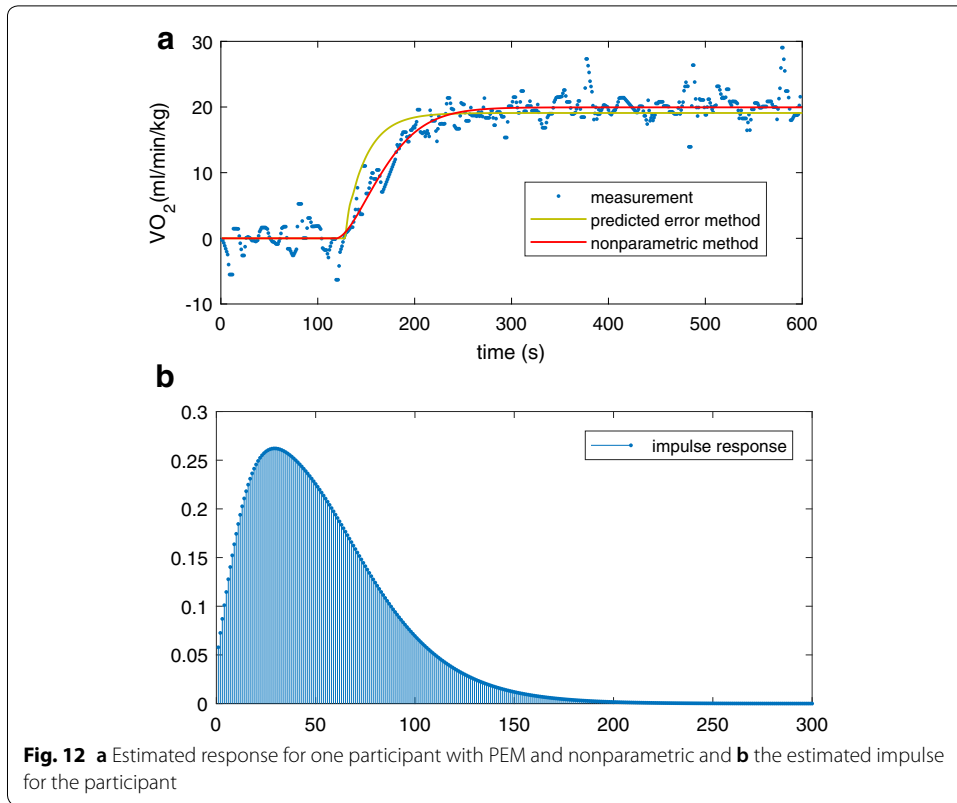 a
30
20
10
0
-10
VO2(ml/min/kg)
measurement
predicted error method
nonparametric method
0 100 200 300 400 500 600
time (s)
b
0.3
0.25
0.2
0.15
0.1
0.05
0
impulse response
0 50 100 150 200 250 300
Fig. 12 a Estimated response for one participant with PEM and nonparametric and b the estimated impulse
for the participant